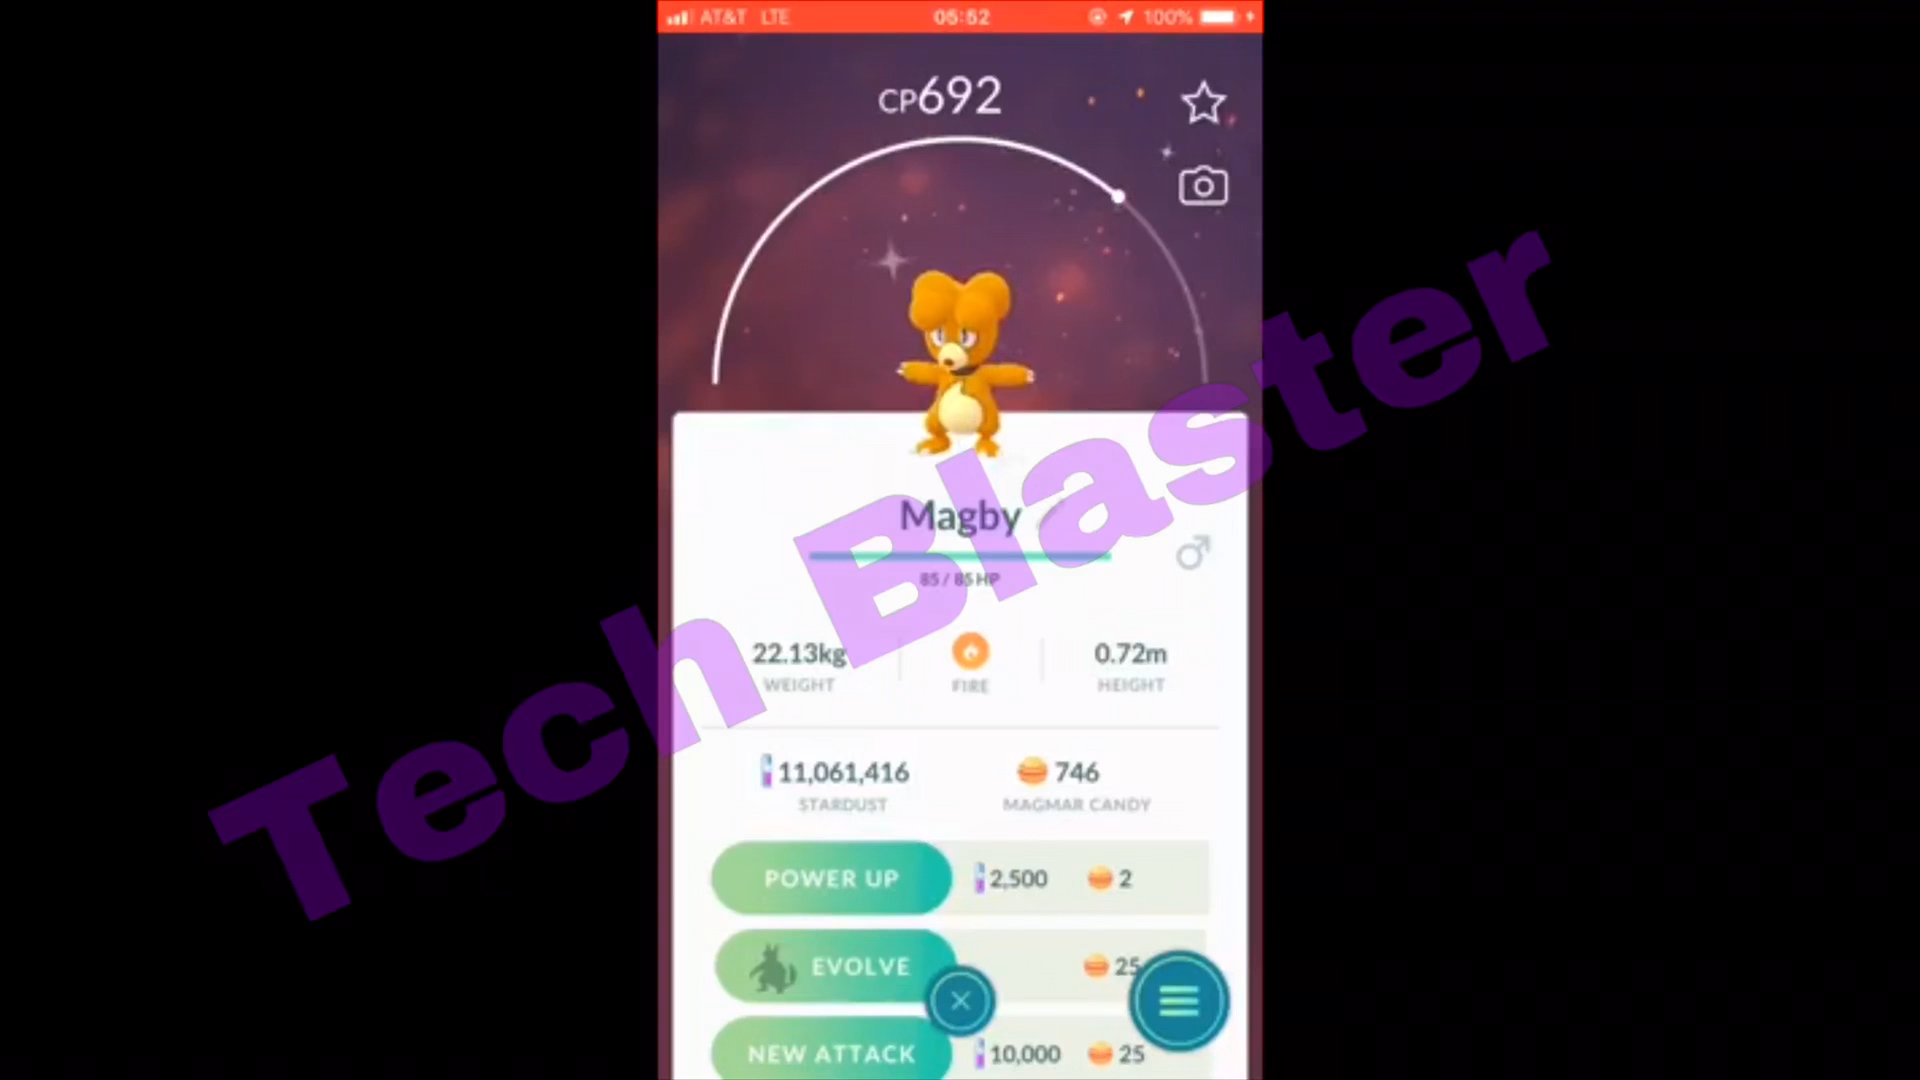 AT&T LTE 05:52 100%
CP692
Magby
85 / 85 HP
22.13kg
WEIGHT
FIRE
0.72m
HEIGHT
11,061,416
STARDUST
746
MAGMAR CANDY
POWER UP 2,500 2
EVOLVE 25
NEW ATTACK 10,000 25
Tech Blaster